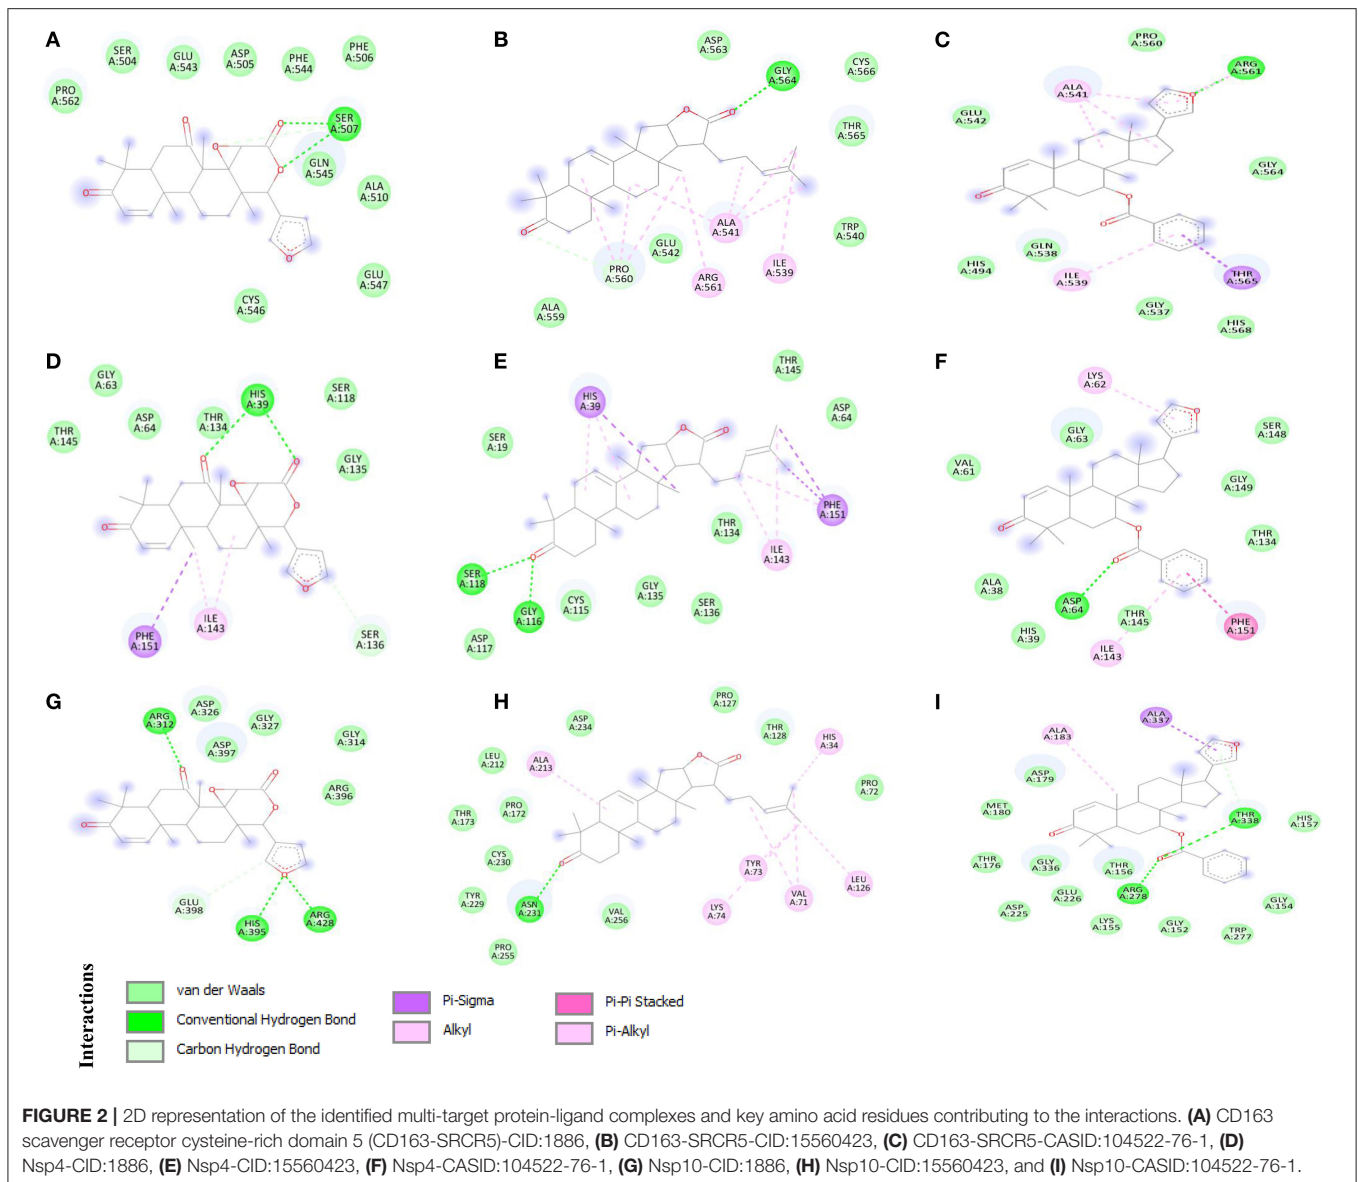 A
SER
A:504
GLU
A:543
ASP
A:505
PHE
A:544
PHE
A:506
PRO
A:562
SER
A:507
GLN
A:545
ALA
A:510
GLU
A:547
CYS
A:546
O
O
O
O
O
O
B
ASP
A:563
GLY
A:564
CYS
A:566
THR
A:565
TRP
A:540
ALA
A:541
GLU
A:542
PRO
A:560
ARG
A:561
ILE
A:539
ALA
A:559
O
O
O
C
PRO
A:560
ARG
A:561
ALA
A:541
GLU
A:542
GLY
A:564
GLN
A:538
HIS
A:494
ILE
A:539
THR
A:565
GLY
A:537
HIS
A:568
O
O
O
O
D
GLY
A:63
HIS
A:39
SER
A:118
ASP
A:64
THR
A:134
THR
A:145
GLY
A:135
PHE
A:151
ILE
A:143
SER
A:136
O
O
O
O
O
O
E
THR
A:145
HIS
A:39
ASP
A:64
SER
A:19
PHE
A:151
THR
A:134
ILE
A:143
SER
A:118
GLY
A:116
CYS
A:115
GLY
A:135
SER
A:136
ASP
A:117
O
O
O
F
LYS
A:62
GLY
A:63
SER
A:148
VAL
A:61
GLY
A:149
THR
A:134
ALA
A:38
ASP
A:64
THR
A:145
HIS
A:39
ILE
A:143
PHE
A:151
O
O
O
O
G
ARG
A:312
ASP
A:326
GLY
A:327
ASP
A:397
GLY
A:314
ARG
A:396
GLU
A:398
HIS
A:395
ARG
A:428
O
O
O
O
O
O
H
PRO
A:127
ASP
A:234
THR
A:128
HIS
A:34
LEU
A:212
ALA
A:213
PRO
A:72
THR
A:173
PRO
A:172
CYS
A:230
TYR
A:73
LEU
A:126
TYR
A:229
ASN
A:231
VAL
A:256
LYS
A:74
VAL
A:71
PRO
A:255
O
O
O
I
ALA
A:337
ALA
A:183
ASP
A:179
MET
A:180
THR
A:338
HIS
A:157
THR
A:176
GLY
A:336
THR
A:156
GLU
A:226
ARG
A:278
GLY
A:154
ASP
A:225
LYS
A:155
GLY
A:152
TRP
A:277
O
O
O
O
Interactions
van der Waals
Conventional Hydrogen Bond
Carbon Hydrogen Bond
Pi-Sigma
Alkyl
Pi-Pi Stacked
Pi-Alkyl
FIGURE 2 | 2D representation of the identified multi-target protein-ligand complexes and key amino acid residues contributing to the interactions. (A) CD163
scavenger receptor cysteine-rich domain 5 (CD163-SRCR5)-CID:1886, (B) CD163-SRCR5-CID:15560423, (C) CD163-SRCR5-CASID:104522-76-1, (D)
Nsp4-CID:1886, (E) Nsp4-CID:15560423, (F) Nsp4-CASID:104522-76-1, (G) Nsp10-CID:1886, (H) Nsp10-CID:15560423, and (I) Nsp10-CASID:104522-76-1.